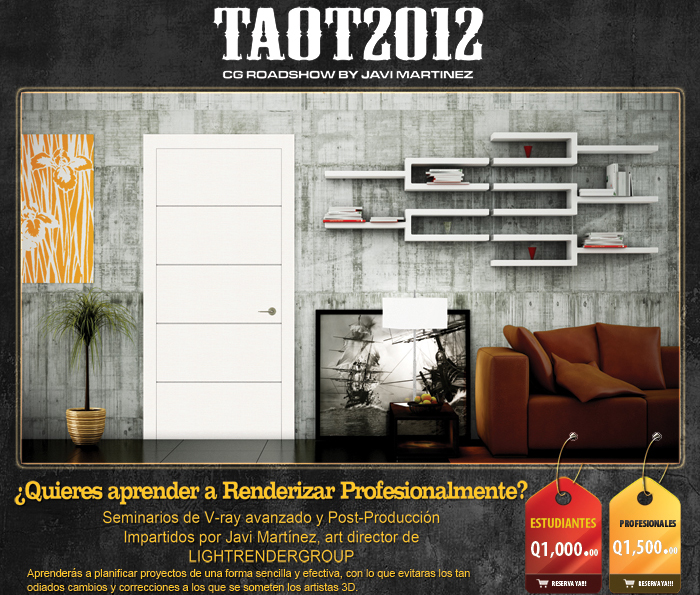 TAOT2012
CG ROADSHOW BY JAVI MARTINEZ
¿Quieres aprender a Renderizar Profesionalmente?
Seminarios de V-ray avanzado y Post-Producción
Impartidos por Javi Martínez, art director de
LIGHTRENDERGROUP
Aprenderás a planificar proyectos de una forma sencilla y efectiva, con lo que evitaras los tan
odiados cambios y correcciones a los que se someten los artistas 3D.
ESTUDIANTES
Q1,000.00
RESERVA YA!!
PROFESIONALES
Q1,500.00
RESERVA YA!!!